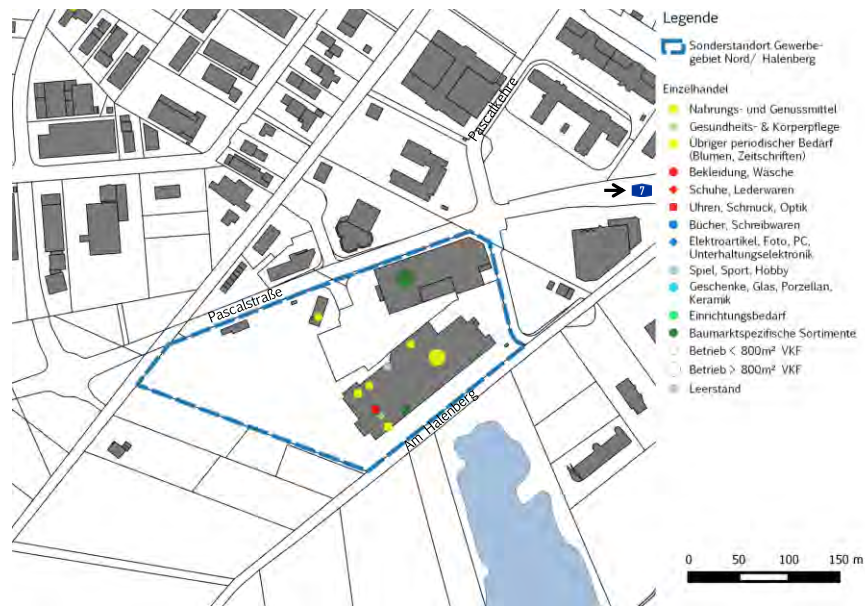 Legende
Sonderstandort Gewerbe-
gebiet Nord/ Halenberg
Einzelhandel
Nahrungs- und Genussmittel
Gesundheits- & Körperpflege
Übriger periodischer Bedarf
(Blumen, Zeitschriften)
Bekleidung, Wäsche
Schuhe, Lederwaren
Uhren, Schmuck, Optik
Bücher, Schreibwaren
Elektroartikel, Foto, PC,
Unterhaltungselektronik
Spiel, Sport, Hobby
Geschenke, Glas, Porzellan,
Keramik
Einrichtungsbedarf
Baumarktspezifische Sortimente
Betrieb < 800m² VKF
Betrieb > 800m² VKF
Leerstand
Pascalkehre
7
Pascalstraße
Am Halenberg
0 50 100 150 m